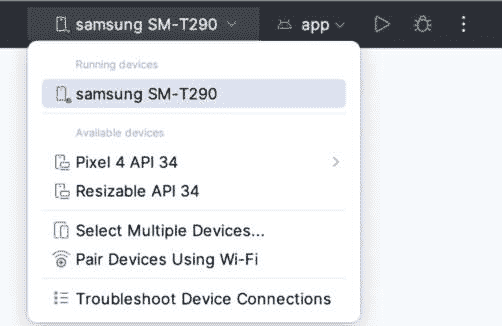 samsung SM-T290 app
Running devices
samsung SM-T290
Available devices
Pixel 4 API 34
Resizable API 34
Select Multiple Devices...
Pair Devices Using Wi-Fi
Troubleshoot Device Connections